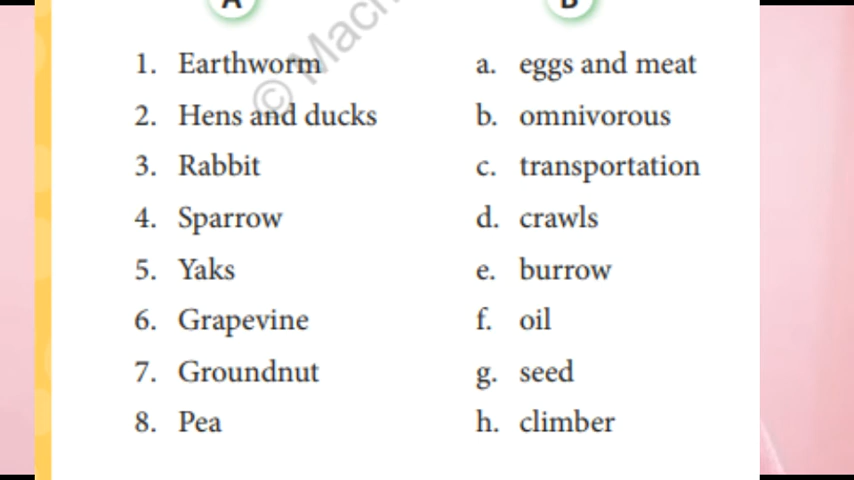 A B
1. Earthworm a. eggs and meat
2. Hens and ducks b. omnivorous
3. Rabbit c. transportation
4. Sparrow d. crawls
5. Yaks e. burrow
6. Grapevine f. oil
7. Groundnut g. seed
8. Pea h. climber
© Mac